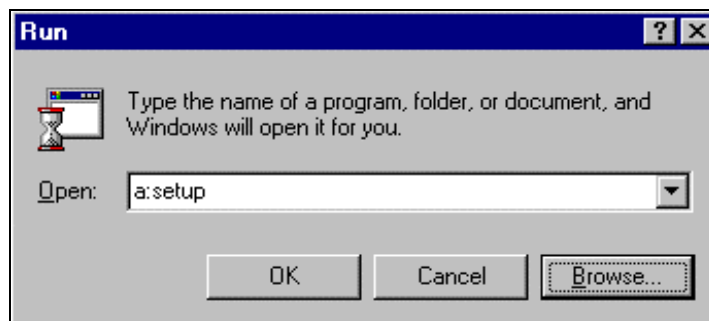 Run
Type the name of a program, folder, or document, and
Windows will open it for you.
Open: a:setup
OK Cancel Browse...